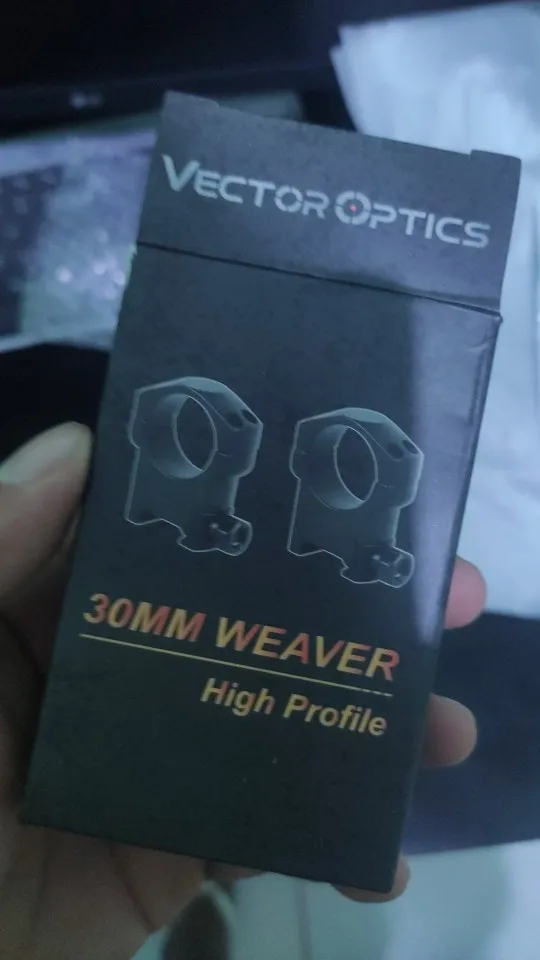 VECTOR OPTICS
30MM WEAVER
High Profile